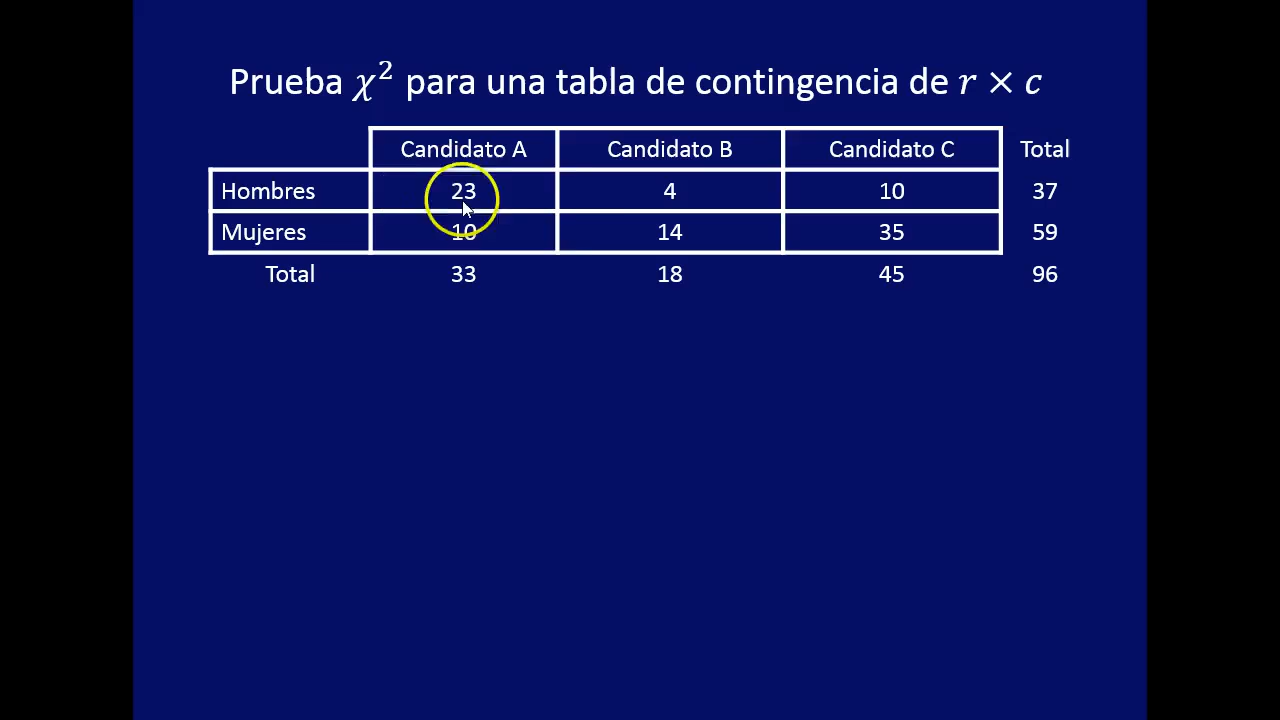 Prueba χ² para una tabla de contingencia de r × c
Candidato A Candidato B Candidato C Total
Hombres 23 4 10 37
Mujeres 10 14 35 59
Total 33 18 45 96